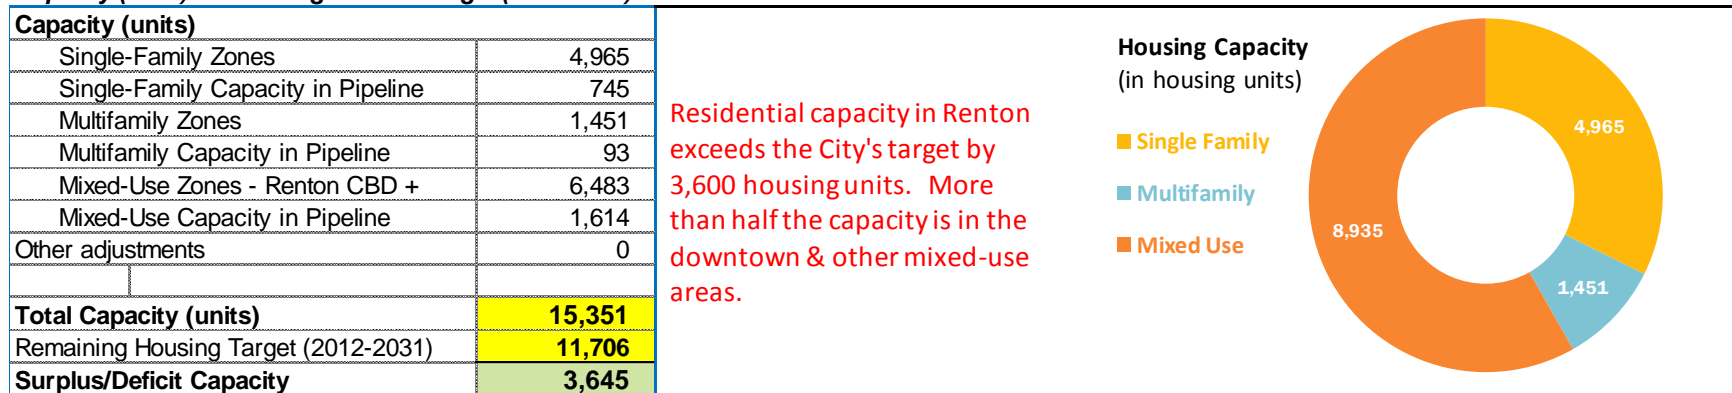 Capacity (units)
Single-Family Zones 4,965
Single-Family Capacity in Pipeline 745
Multifamily Zones 1,451
Multifamily Capacity in Pipeline 93
Mixed-Use Zones - Renton CBD + 6,483
Mixed-Use Capacity in Pipeline 1,614
Other adjustments 0
Total Capacity (units) 15,351
Remaining Housing Target (2012-2031) 11,706
Surplus/Deficit Capacity 3,645
Residential capacity in Renton
exceeds the City's target by
3,600 housing units. More
than half the capacity is in the
downtown & other mixed-use
areas.
Housing Capacity
(in housing units)
Single Family
Multifamily
Mixed Use
4,965
1,451
8,935